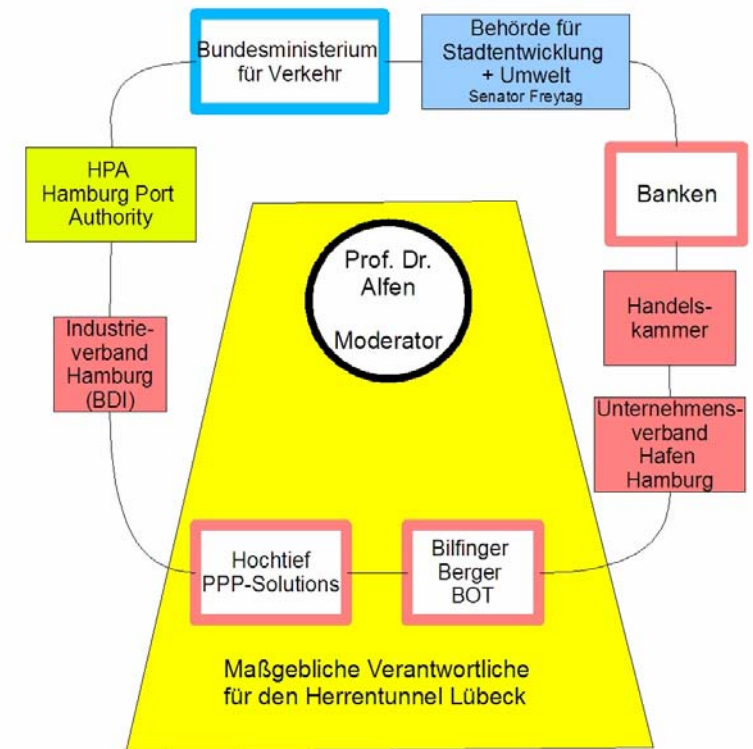 Bundesministerium
für Verkehr
Behörde für
Stadtentwicklung
+ Umwelt
Senator Freytag
HPA
Hamburg Port
Authority
Banken
Prof. Dr.
Alfen
Moderator
Industrie-
verband
Hamburg
(BDI)
Handels-
kammer
Unternehmens-
verband
Hafen
Hamburg
Hochtief
PPP-Solutions
Bilfinger
Berger
BOT
Maßgebliche Verantwortliche
für den Herrentunnel Lübeck